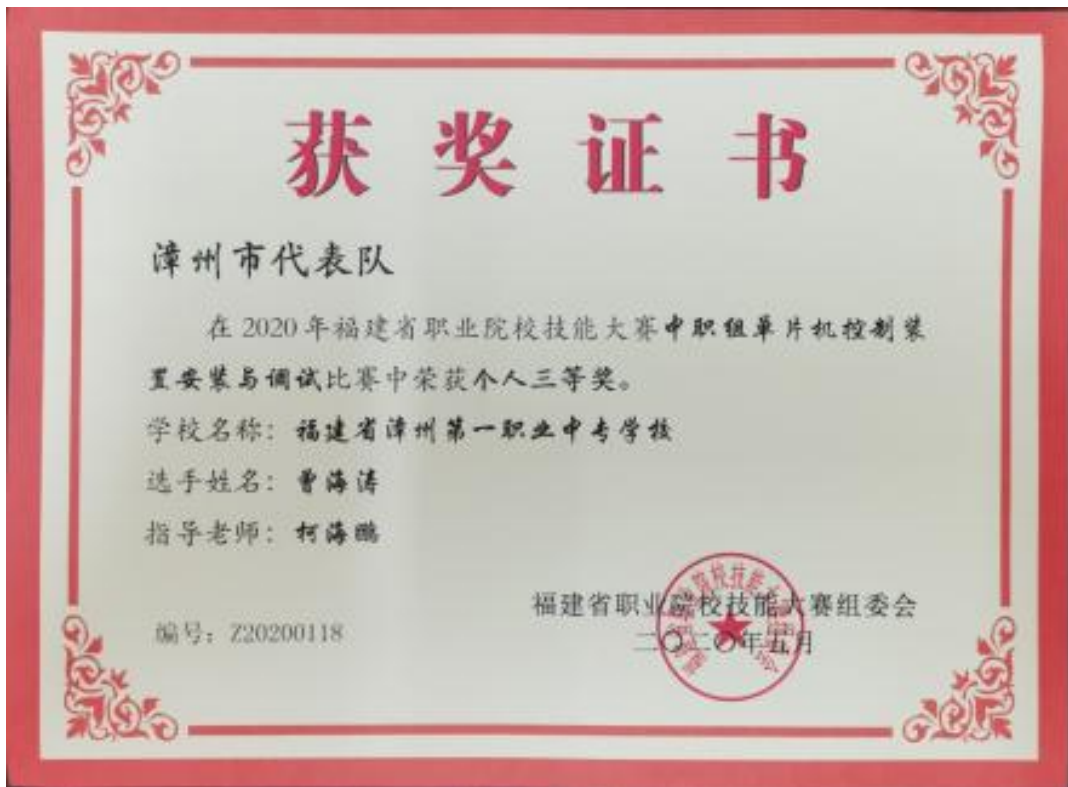 获奖证书
漳州市代表队
在2020年福建省职业院校技能大赛中职组单片机控制装
置安装与调试比赛中荣获个人三等奖。
学校名称：福建省漳州第一职业中专学校
选手姓名：曹海涛
指导老师：柯海鹏
福建省职业院校技能大赛组委会
编号：Z20200118
二〇二〇年五月